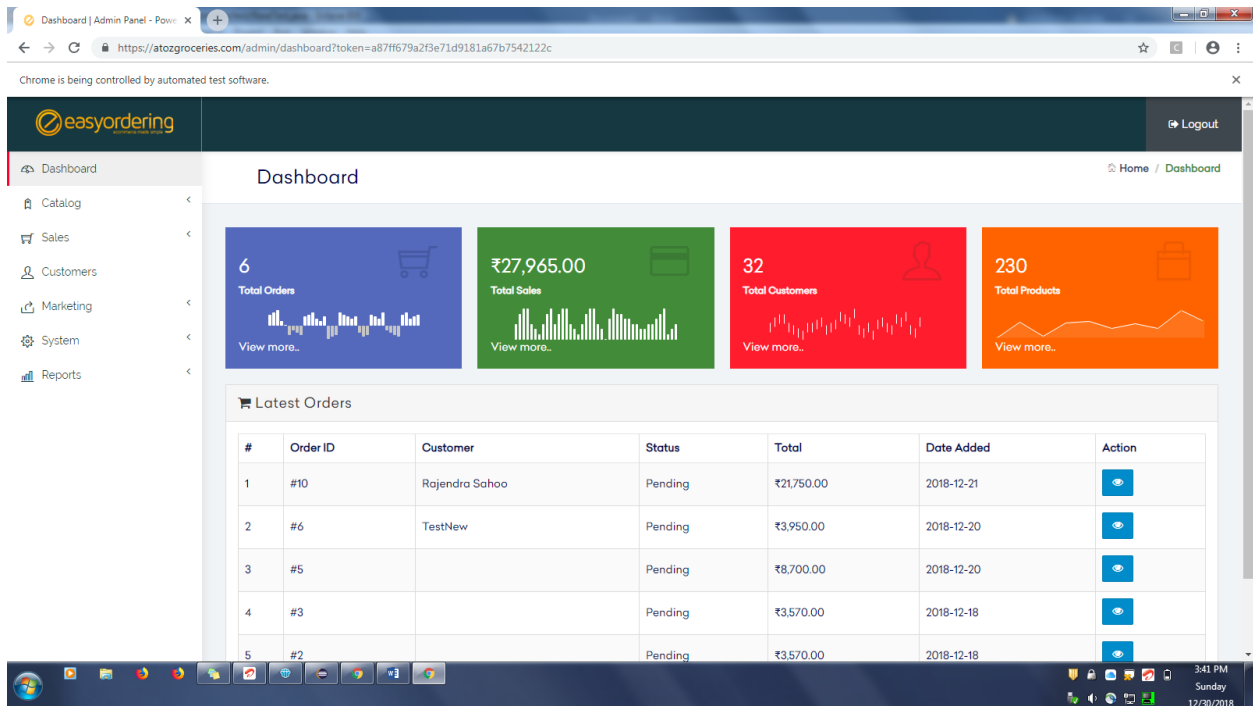 Dashboard | Admin Panel - Powe
https://atozgroceries.com/admin/dashboard?token=a87ff679a2f3e71d9181a67b7542122c
Chrome is being controlled by automated test software.
easyordering
Logout
Dashboard
Catalog
Sales
Customers
Marketing
System
Reports
Dashboard
Home / Dashboard
6
Total Orders
View more..
₹27,965.00
Total Sales
View more..
32
Total Customers
View more..
230
Total Products
View more..
Latest Orders
# Order ID Customer Status Total Date Added Action
1 #10 Rajendra Sahoo Pending ₹21,750.00 2018-12-21
2 #6 TestNew Pending ₹3,950.00 2018-12-20
3 #5 Pending ₹8,700.00 2018-12-20
4 #3 Pending ₹3,570.00 2018-12-18
5 #2 Pending ₹3,570.00 2018-12-18
3:41 PM
Sunday
12/30/2018